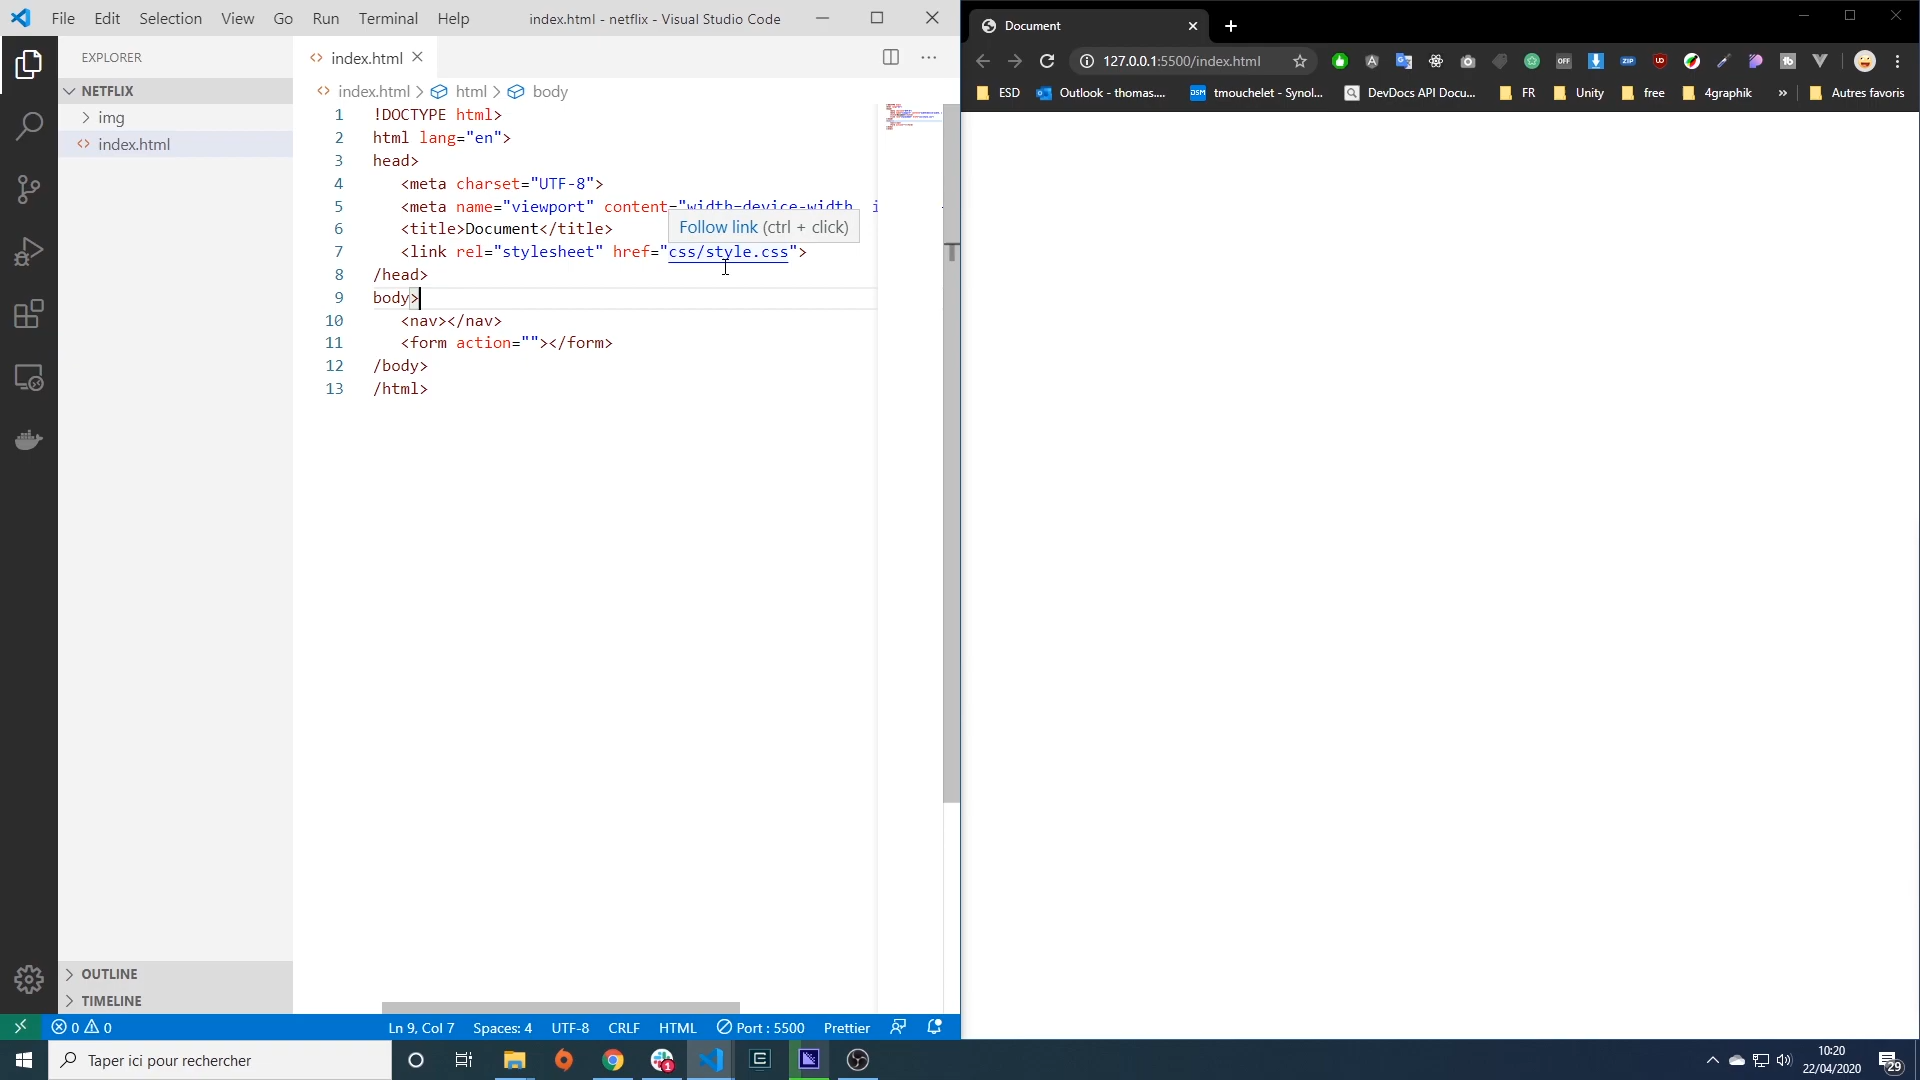 File Edit Selection View Go Run Terminal Help index.html - netflix - Visual Studio Code
EXPLORER
NETFLIX
img
index.html
OUTLINE
TIMELINE
index.html
index.html > html > body
1 !DOCTYPE html>
2 html lang="en">
3 head>
4 <meta charset="UTF-8">
5 <meta name="viewport" content="width=device-width, i
6 <title>Document</title>
7 <link rel="stylesheet" href="css/style.css">
8 /head>
9 body>
10 <nav></nav>
11 <form action=""></form>
12 /body>
13 /html>
Follow link (ctrl + click)
0 0 Ln 9, Col 7 Spaces: 4 UTF-8 CRLF HTML Port : 5500 Prettier
Document
127.0.0.1:5500/index.html
OFF ZIP UD
ESD Outlook - thomas.... DSM tmouchelet - Synol... DevDocs API Docu... FR Unity free 4graphik » Autres favoris
Taper ici pour rechercher
1
10:20
22/04/2020
29